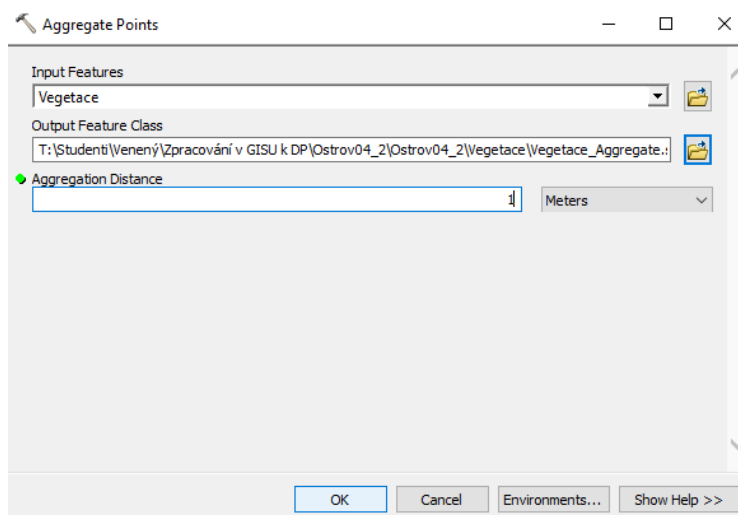 Aggregate Points
Input Features
Vegetace
Output Feature Class
T:\Studenti\Venený\Zpracování v GISU k DP\Ostrov04_2\Ostrov04_2\Vegetace\Vegetace_Aggregate.s
Aggregation Distance
1 Meters
OK Cancel Environments... Show Help >>